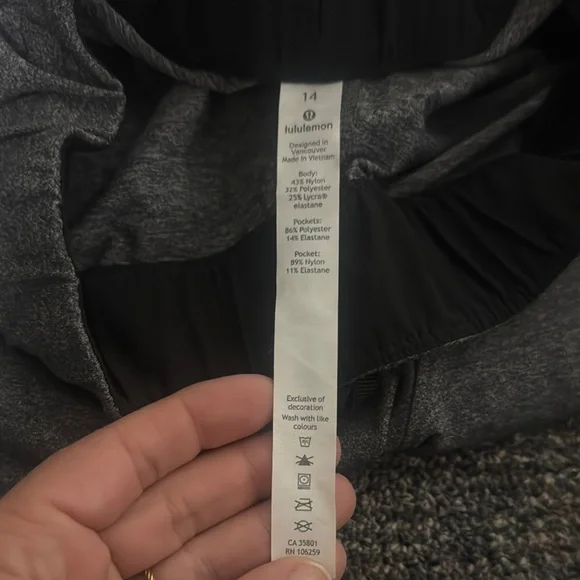 14
lululemon
Designed in
Vancouver
Made in Vietnam
Body:
43% Nylon
32% Polyester
25% Lycra®
elastane
Pockets:
86% Polyester
14% Elastane
Pocket:
89% Nylon
11% Elastane
Exclusive of
decoration
Wash with like
colours
CA 35801
RN 106259